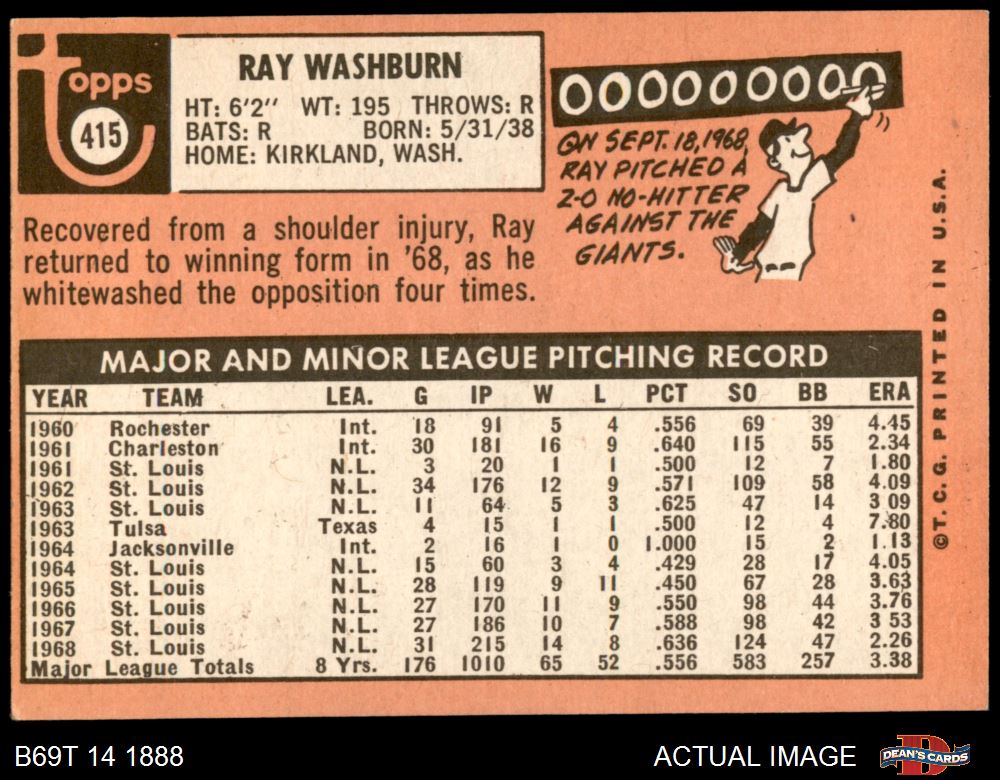 topps
415
RAY WASHBURN
HT: 6'2" WT: 195 THROWS: R
BATS: R BORN: 5/31/38
HOME: KIRKLAND, WASH.
000000000
ON SEPT. 18, 1968,
RAY PITCHED A
2-0 NO-HITTER
AGAINST THE
GIANTS.
Recovered from a shoulder injury, Ray
returned to winning form in '68, as he
whitewashed the opposition four times.
MAJOR AND MINOR LEAGUE PITCHING RECORD
YEAR TEAM LEA. G IP W L PCT SO BB ERA
1960 Rochester Int. 18 91 5 4 .556 69 39 4.45
1961 Charleston Int. 30 181 16 9 .640 115 55 2.34
1961 St. Louis N.L. 3 20 1 1 .500 12 7 1.80
1962 St. Louis N.L. 34 176 12 9 .571 109 58 4.09
1963 St. Louis N.L. 11 64 5 3 .625 47 14 3.09
1963 Tulsa Texas 4 15 1 1 .500 12 4 7.80
1964 Jacksonville Int. 2 16 1 0 1.000 15 2 1.13
1964 St. Louis N.L. 15 60 3 4 .429 28 17 4.05
1965 St. Louis N.L. 28 119 9 11 .450 67 28 3.63
1966 St. Louis N.L. 27 170 11 9 .550 98 44 3.76
1967 St. Louis N.L. 27 186 10 7 .588 98 42 3.53
1968 St. Louis N.L. 31 215 14 8 .636 124 47 2.26
Major League Totals 8 Yrs. 176 1010 65 52 .556 583 257 3.38
©T. C. G. PRINTED IN U.S.A.
B69T 14 1888
ACTUAL IMAGE
DEAN'S CARDS